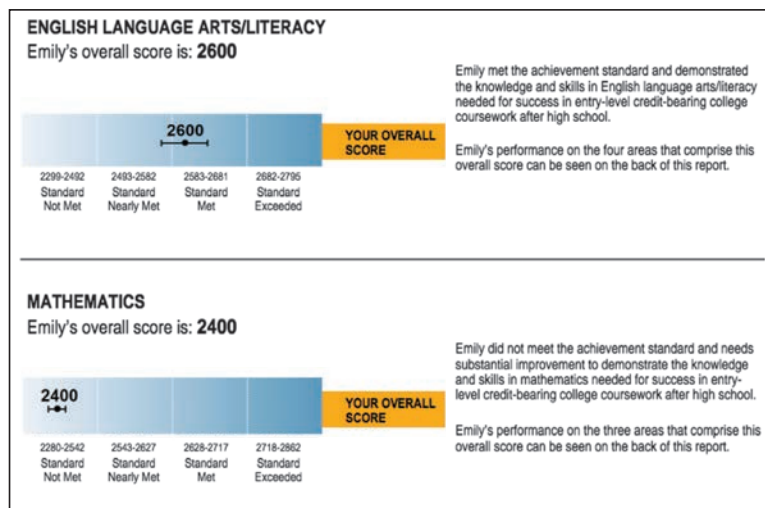 ENGLISH LANGUAGE ARTS/LITERACY
Emily's overall score is: 2600
Emily met the achievement standard and demonstrated
the knowledge and skills in English language arts/literacy
needed for success in entry-level credit-bearing college
coursework after high school.
Emily's performance on the four areas that comprise this
overall score can be seen on the back of this report.
2600
YOUR OVERALL
SCORE
2299-2492 2493-2582 2583-2681 2682-2795
Standard Standard Standard Standard
Not Met Nearly Met Met Exceeded
MATHEMATICS
Emily's overall score is: 2400
Emily did not meet the achievement standard and needs
substantial improvement to demonstrate the knowledge
and skills in mathematics needed for success in entry-
level credit-bearing college coursework after high school.
Emily's performance on the three areas that comprise this
overall score can be seen on the back of this report.
2400
YOUR OVERALL
SCORE
2280-2542 2543-2627 2628-2717 2718-2862
Standard Standard Standard Standard
Not Met Nearly Met Met Exceeded